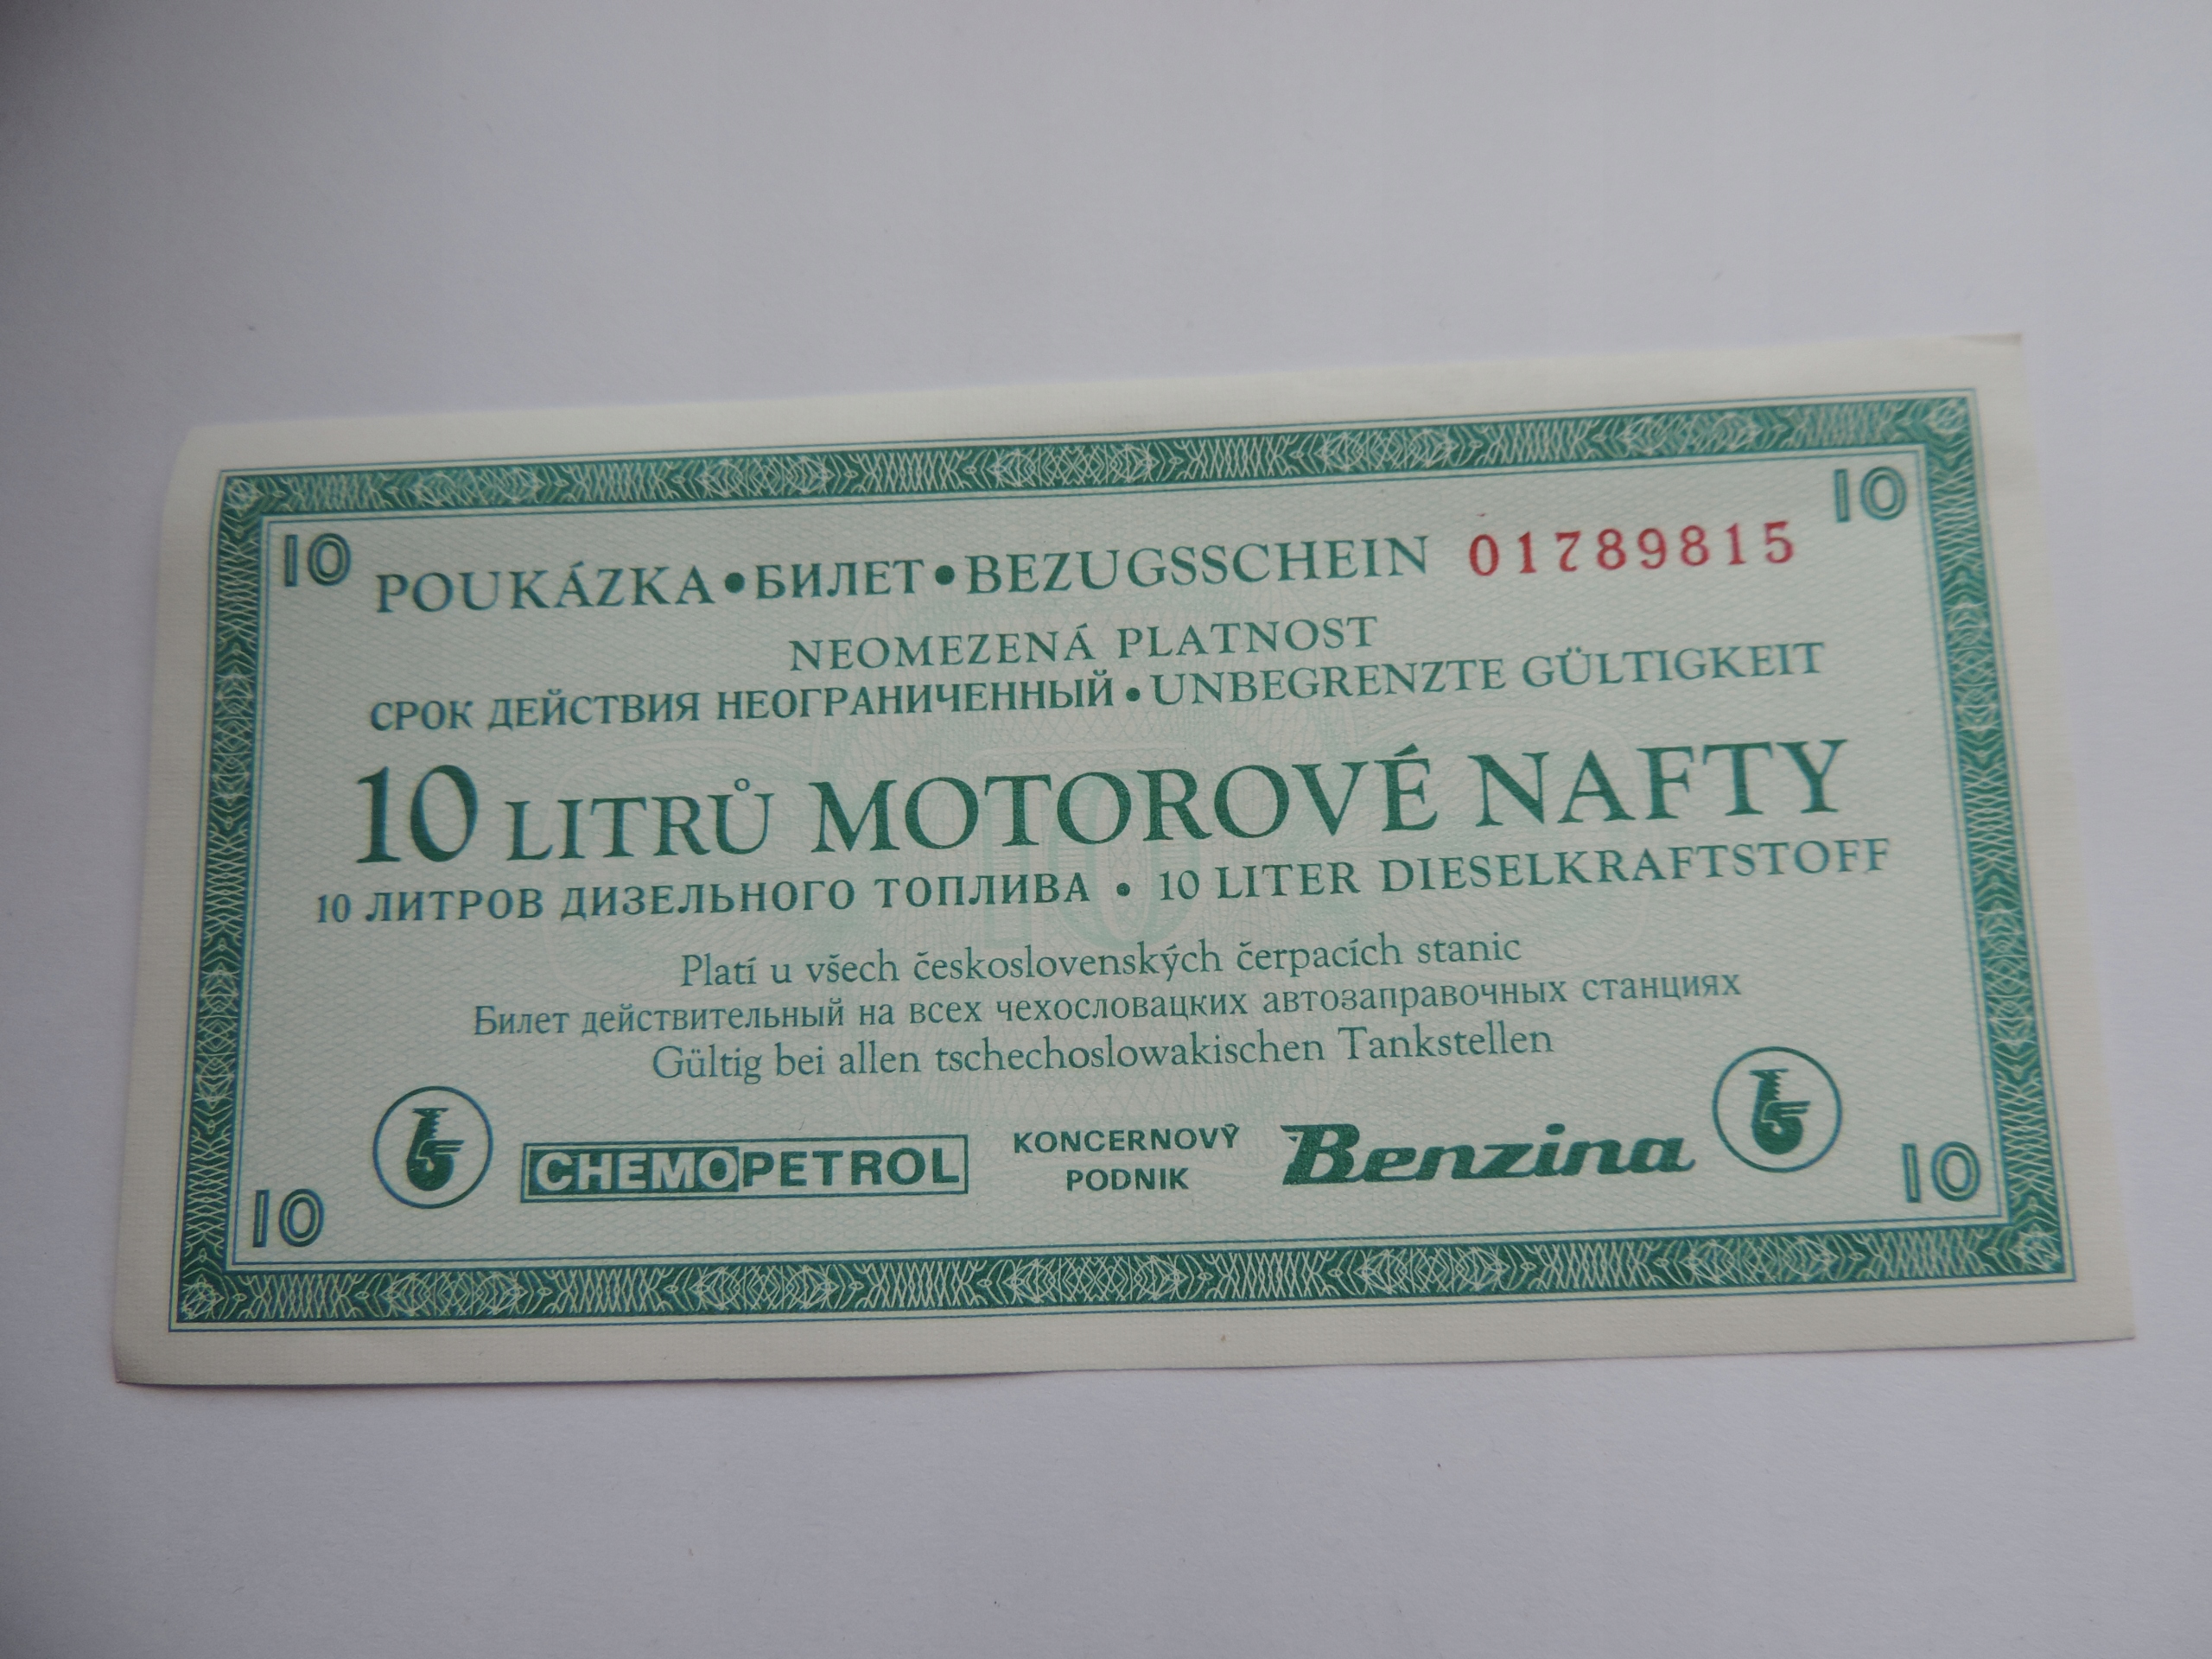 10 10
POUKÁZKA • БИЛЕТ • BEZUGSSCHEIN 01789815
NEOMEZENÁ PLATNOST
СРОК ДЕЙСТВИЯ НЕОГРАНИЧЕННЫЙ • UNBEGRENZTE GÜLTIGKEIT
10 LITRŮ MOTOROVÉ NAFTY
10 ЛИТРОВ ДИЗЕЛЬНОГО ТОПЛИВА • 10 LITER DIESELKRAFTSTOFF
Platí u všech československých čerpacích stanic
Билет действительный на всех чехословацких автозаправочных станциях
Gültig bei allen tschechoslowakischen Tankstellen
CHEMOPETROL KONCERNOVÝ PODNIK Benzina
10 10